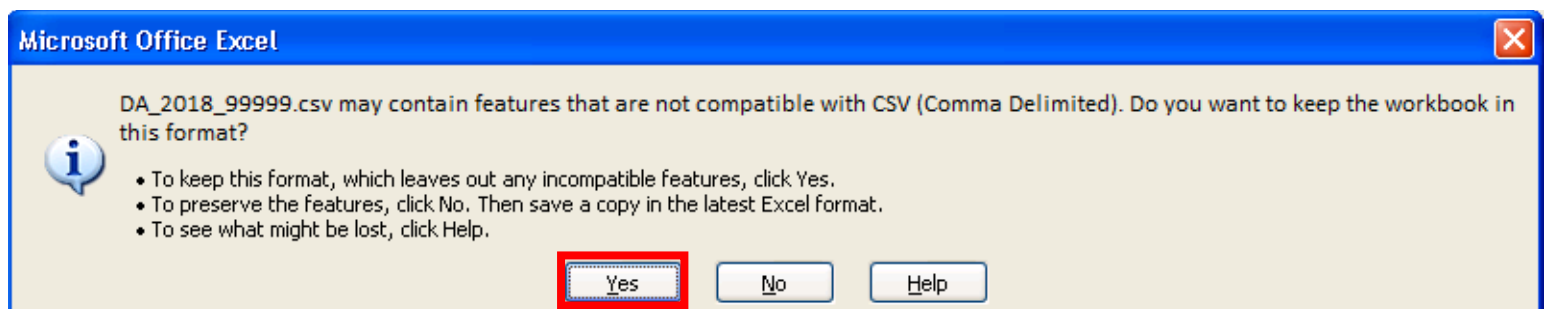 Microsoft Office Excel
DA_2018_99999.csv may contain features that are not compatible with CSV (Comma Delimited). Do you want to keep the workbook in
this format?
• To keep this format, which leaves out any incompatible features, click Yes.
• To preserve the features, click No. Then save a copy in the latest Excel format.
• To see what might be lost, click Help.
Yes No Help